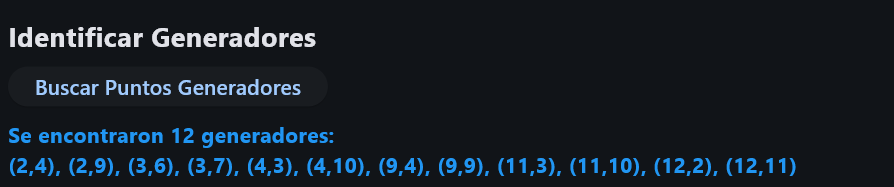 Identificar Generadores
Buscar Puntos Generadores
Se encontraron 12 generadores:
(2,4), (2,9), (3,6), (3,7), (4,3), (4,10), (9,4), (9,9), (11,3), (11,10), (12,2), (12,11)